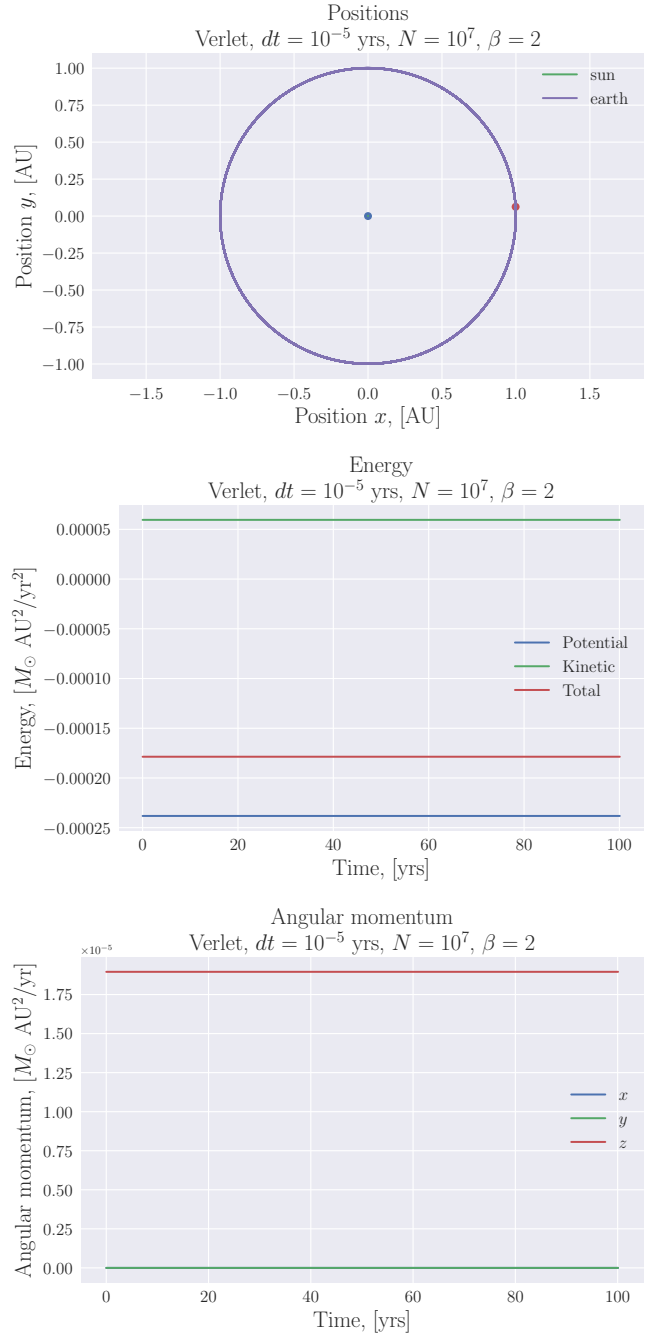 Positions
Verlet, dt = 10⁻⁵ yrs, N = 10⁷, β = 2
1.00
0.75
0.50
0.25
0.00
−0.25
−0.50
−0.75
−1.00
Position y, [AU]
sun
earth
−1.5 −1.0 −0.5 0.0 0.5 1.0 1.5
Position x, [AU]
Energy
Verlet, dt = 10⁻⁵ yrs, N = 10⁷, β = 2
0.00005
0.00000
−0.00005
−0.00010
−0.00015
−0.00020
−0.00025
Energy, [M⊙ AU²/yr²]
Potential
Kinetic
Total
0 20 40 60 80 100
Time, [yrs]
Angular momentum
Verlet, dt = 10⁻⁵ yrs, N = 10⁷, β = 2
×10⁻⁵
1.75
1.50
1.25
1.00
0.75
0.50
0.25
0.00
Angular momentum, [M⊙ AU²/yr]
x
y
z
0 20 40 60 80 100
Time, [yrs]